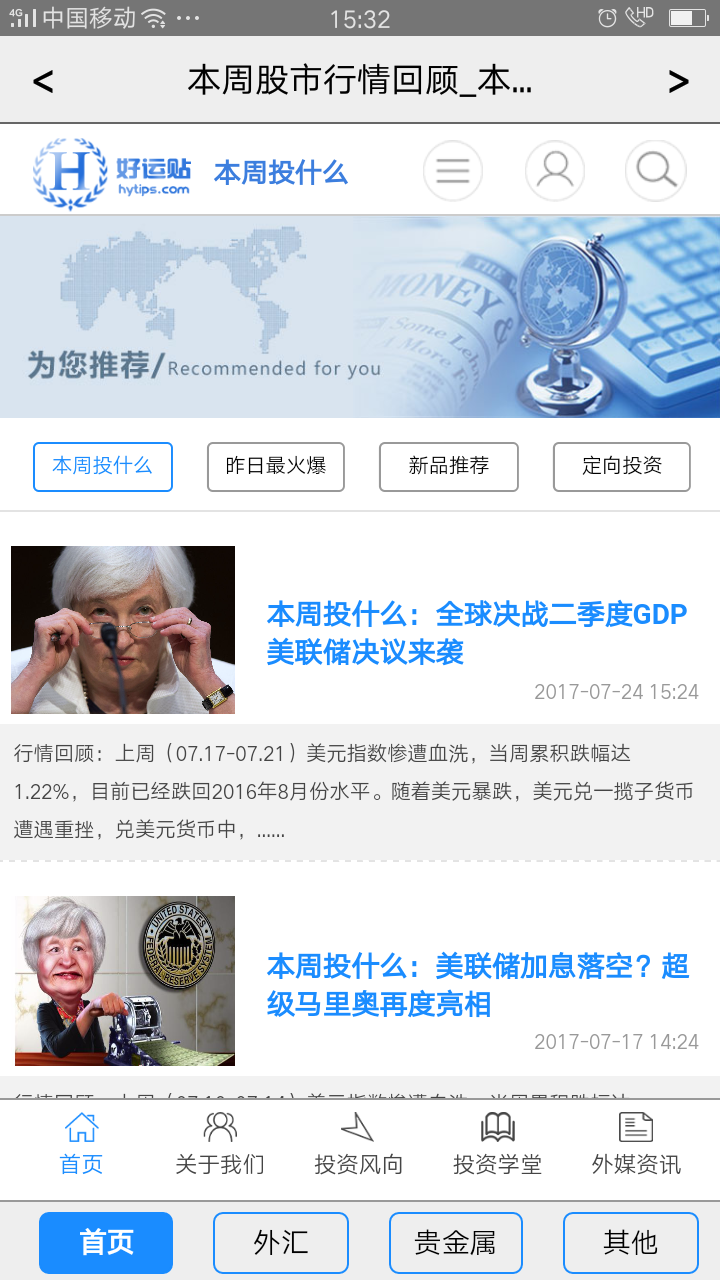 4G 中国移动 ... 15:32 HD
< 本周股市行情回顾_本... >
H 好运贴 本周投什么
hytips.com
THE
MONEY
Some
A More
为您推荐/Recommended for you
本周投什么 昨日最火爆 新品推荐 定向投资
本周投什么：全球决战二季度GDP
美联储决议来袭
2017-07-24 15:24
行情回顾：上周（07.17-07.21）美元指数惨遭血洗，当周累积跌幅达
1.22%，目前已经跌回2016年8月份水平。随着美元暴跌，美元兑一揽子货币
遭遇重挫，兑美元货币中，......
UNITED STATES
FEDERAL RESERVE SYSTEM
本周投什么：美联储加息落空？超
级马里奥再度亮相
2017-07-17 14:24
首页 关于我们 投资风向 投资学堂 外媒资讯
首页 外汇 贵金属 其他